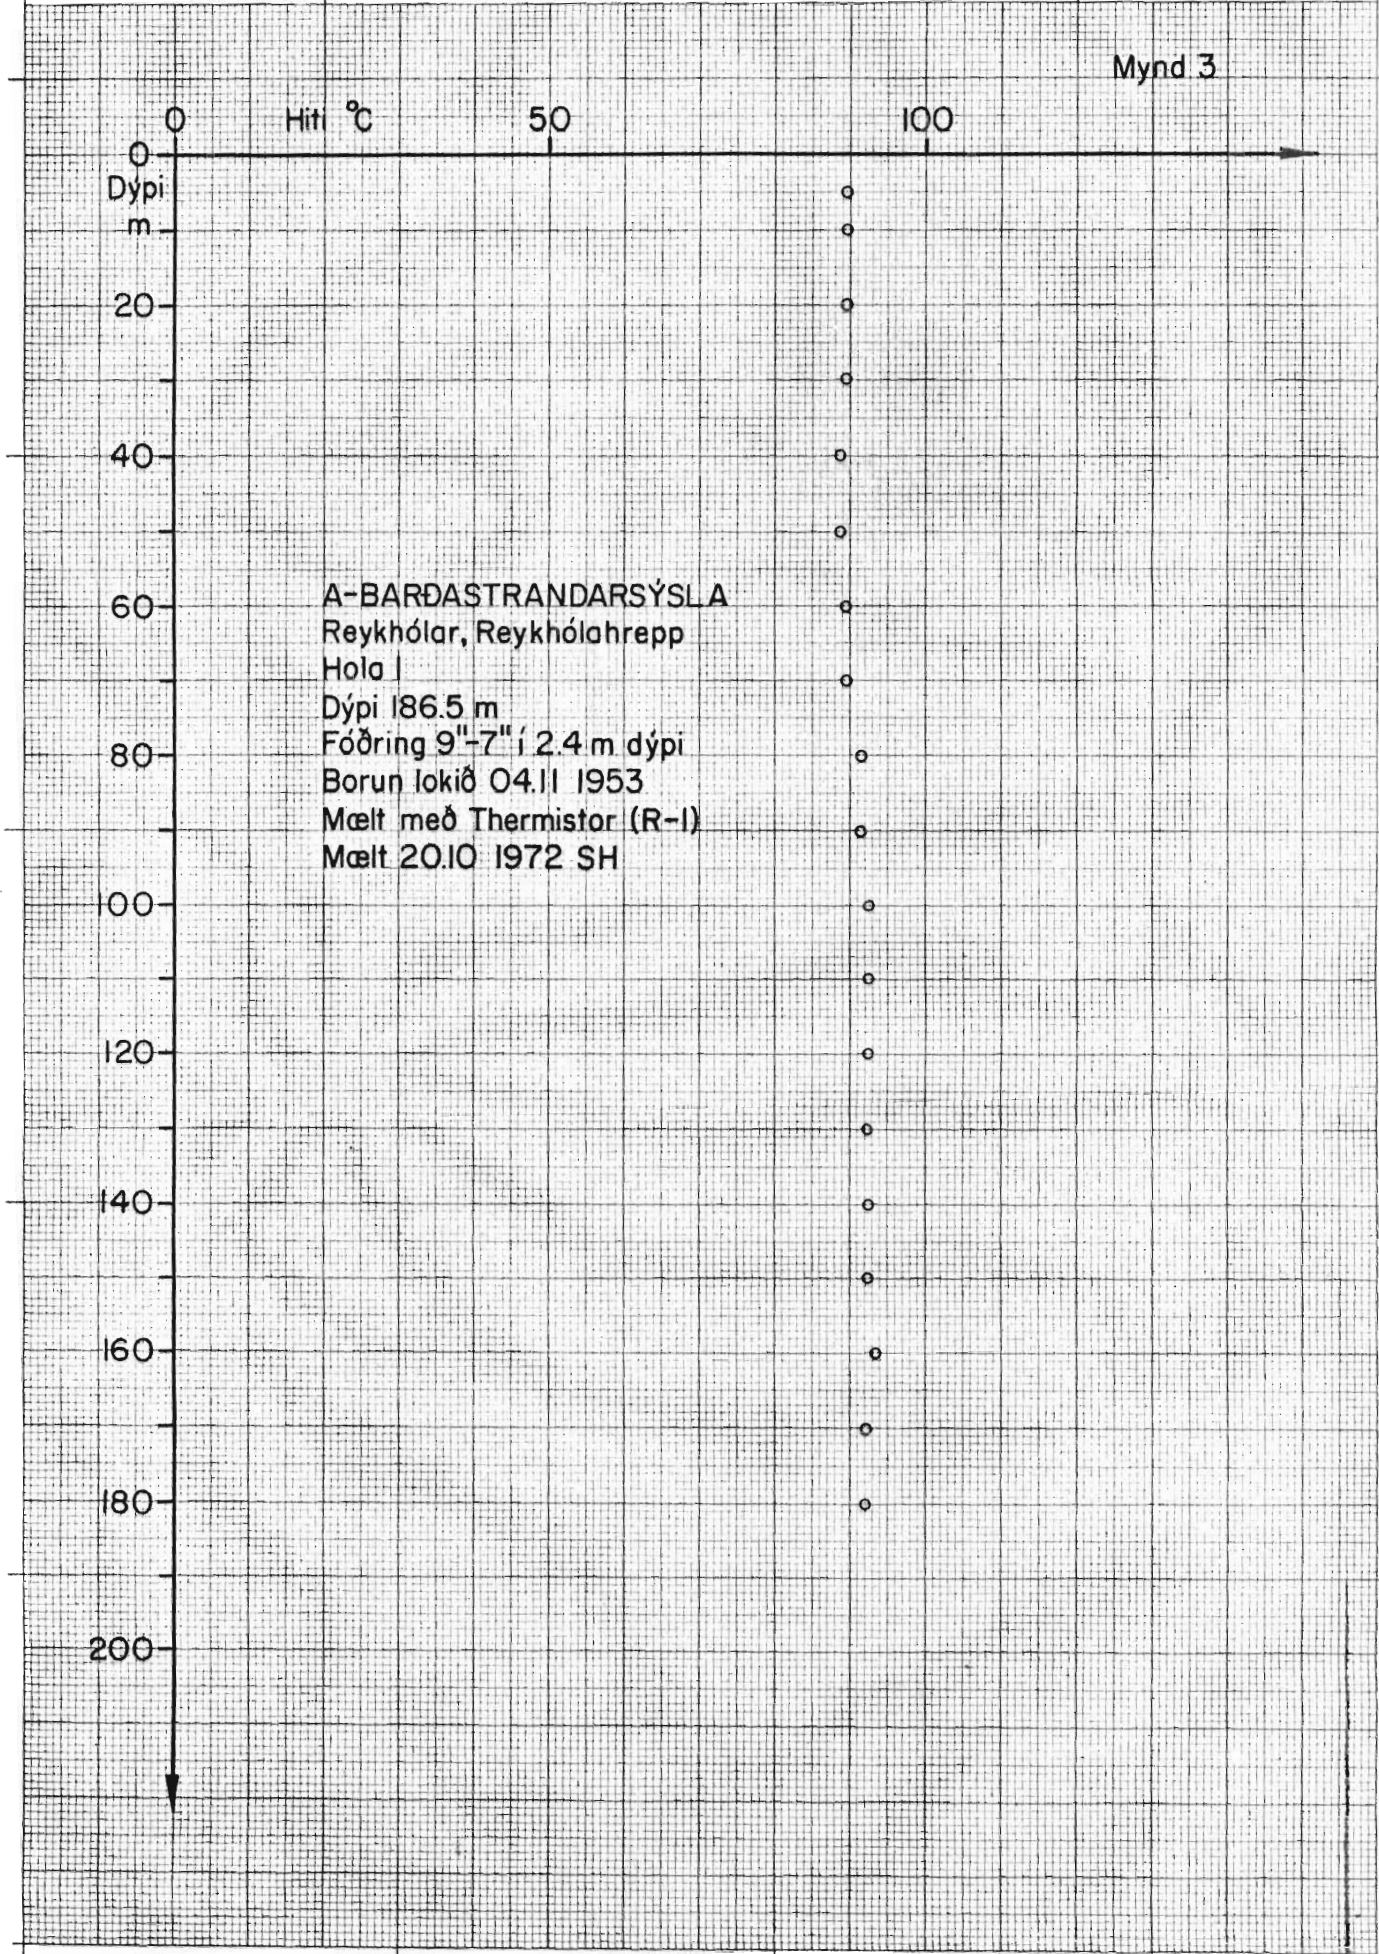 Mynd 3
0 Hiti °C 50 100
0
Dýpi
m
20
40
A-BARÐASTRANDARSÝSLA
60
Reykhólar, Reykhólahrepp
Hola 1
Dýpi 186.5 m
Fóðring 9"-7" í 2.4 m dýpi
80
Borun lokið 04.11 1953
Mælt með Thermistor (R-1)
Mælt 20.10 1972 SH
100
120
140
160
180
200